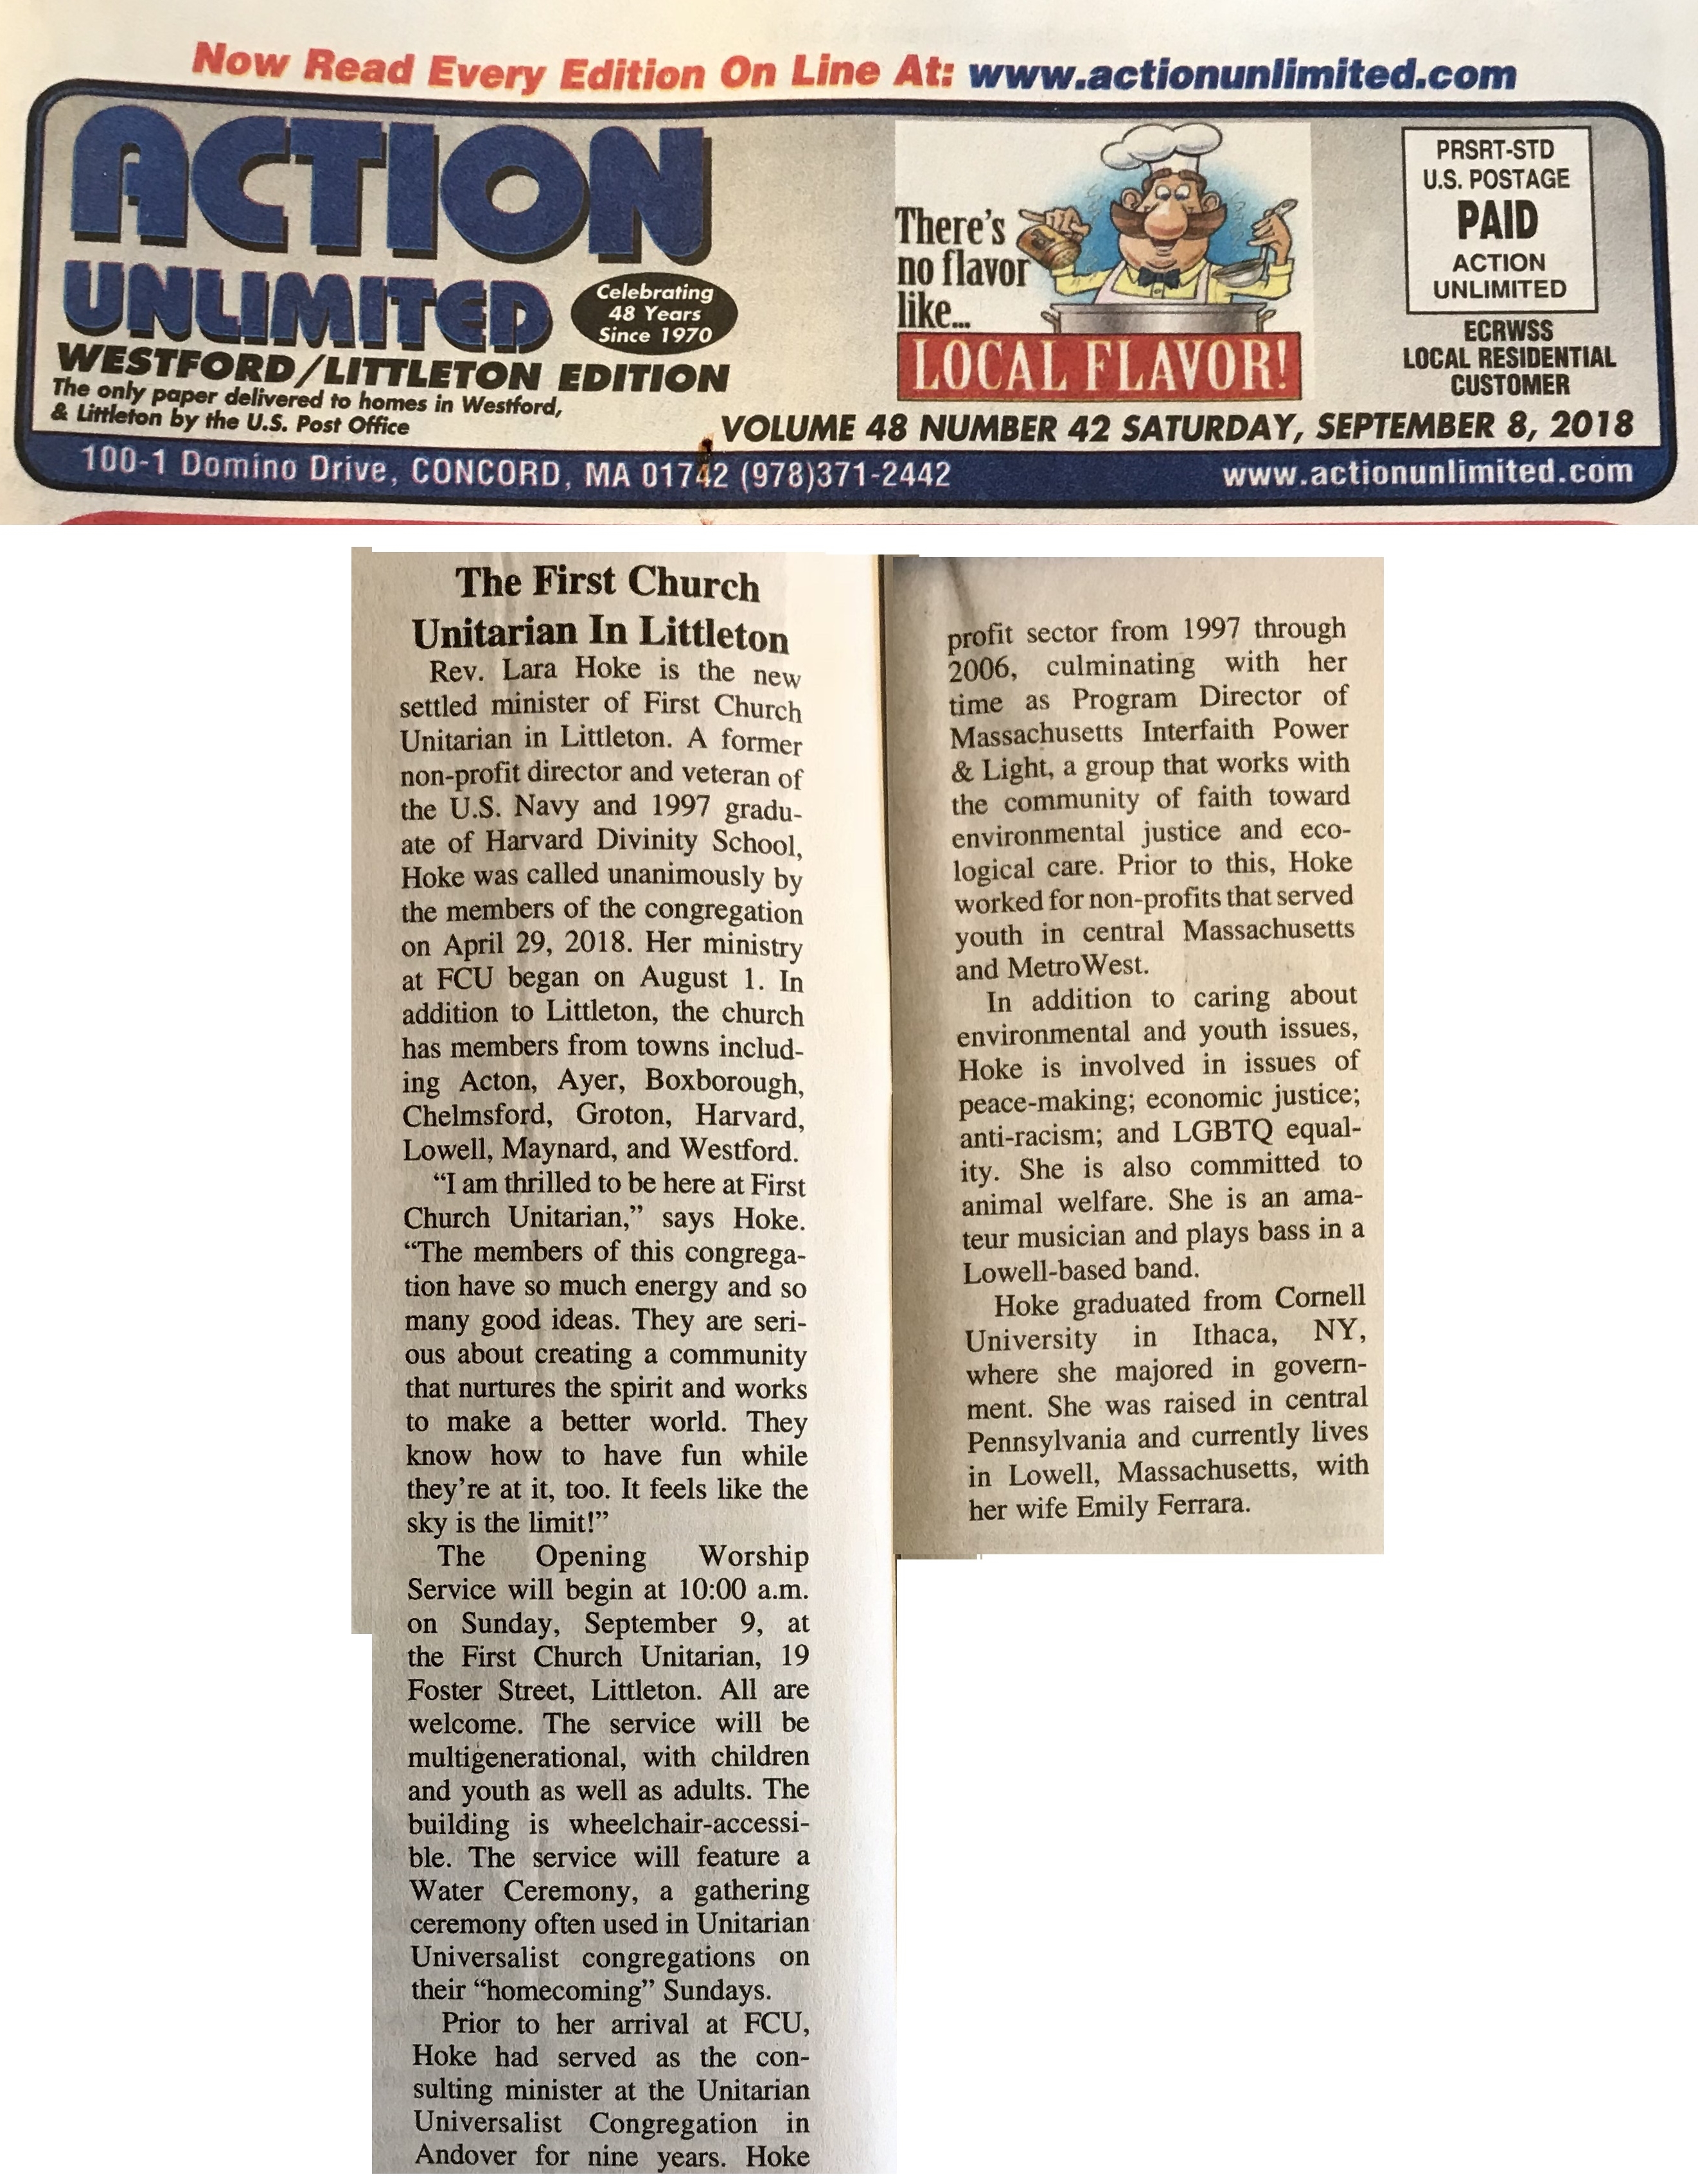 Now Read Every Edition On Line At: www.actionunlimited.com
ACTION
UNLIMITED
Celebrating
48 Years
Since 1970
WESTFORD/LITTLETON EDITION
The only paper delivered to homes in Westford,
& Littleton by the U.S. Post Office
There's
no flavor
like...
LOCAL FLAVOR!
PRSRT-STD
U.S. POSTAGE
PAID
ACTION
UNLIMITED
ECRWSS
LOCAL RESIDENTIAL
CUSTOMER
VOLUME 48 NUMBER 42 SATURDAY, SEPTEMBER 8, 2018
100-1 Domino Drive, CONCORD, MA 01742 (978)371-2442
www.actionunlimited.com
The First Church
Unitarian In Littleton
Rev. Lara Hoke is the new
settled minister of First Church
Unitarian in Littleton. A former
non-profit director and veteran of
the U.S. Navy and 1997 gradu-
ate of Harvard Divinity School,
Hoke was called unanimously by
the members of the congregation
on April 29, 2018. Her ministry
at FCU began on August 1. In
addition to Littleton, the church
has members from towns includ-
ing Acton, Ayer, Boxborough,
Chelmsford, Groton, Harvard,
Lowell, Maynard, and Westford.
“I am thrilled to be here at First
Church Unitarian,” says Hoke.
“The members of this congrega-
tion have so much energy and so
many good ideas. They are seri-
ous about creating a community
that nurtures the spirit and works
to make a better world. They
know how to have fun while
they’re at it, too. It feels like the
sky is the limit!”
The Opening Worship
Service will begin at 10:00 a.m.
on Sunday, September 9, at
the First Church Unitarian, 19
Foster Street, Littleton. All are
welcome. The service will be
multigenerational, with children
and youth as well as adults. The
building is wheelchair-accessi-
ble. The service will feature a
Water Ceremony, a gathering
ceremony often used in Unitarian
Universalist congregations on
their “homecoming” Sundays.
Prior to her arrival at FCU,
Hoke had served as the con-
sulting minister at the Unitarian
Universalist Congregation in
Andover for nine years. Hoke
profit sector from 1997 through
2006, culminating with her
time as Program Director of
Massachusetts Interfaith Power
& Light, a group that works with
the community of faith toward
environmental justice and eco-
logical care. Prior to this, Hoke
worked for non-profits that served
youth in central Massachusetts
and MetroWest.
In addition to caring about
environmental and youth issues,
Hoke is involved in issues of
peace-making; economic justice;
anti-racism; and LGBTQ equal-
ity. She is also committed to
animal welfare. She is an ama-
teur musician and plays bass in a
Lowell-based band.
Hoke graduated from Cornell
University in Ithaca, NY,
where she majored in govern-
ment. She was raised in central
Pennsylvania and currently lives
in Lowell, Massachusetts, with
her wife Emily Ferrara.